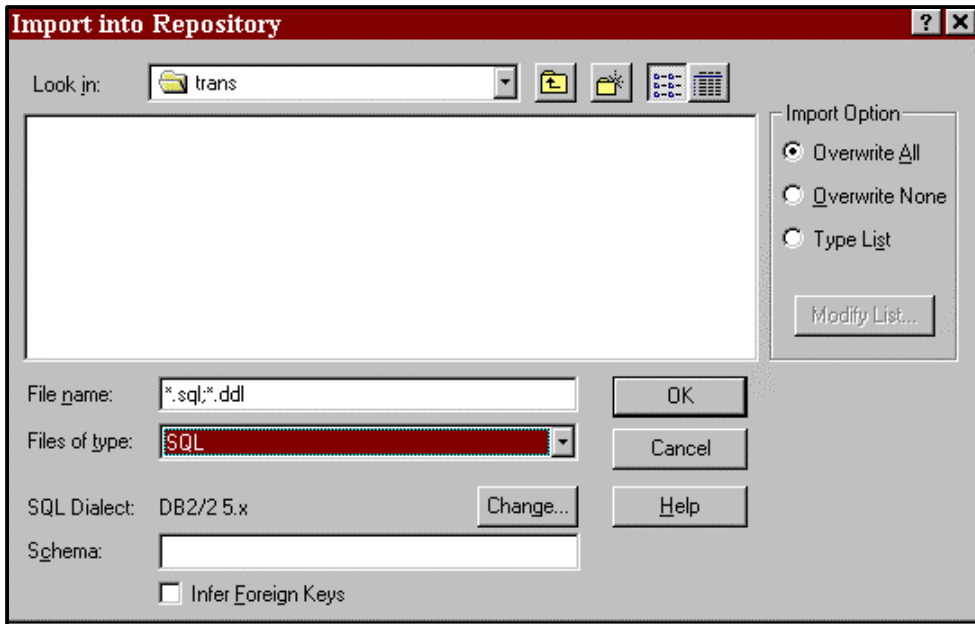 Import into Repository
Look in: trans
Import Option
Overwrite All
Overwrite None
Type List
Modify List...
File name: *.sql;*.ddl OK
Files of type: SQL Cancel
SQL Dialect: DB2/2 5.x Change... Help
Schema:
Infer Foreign Keys